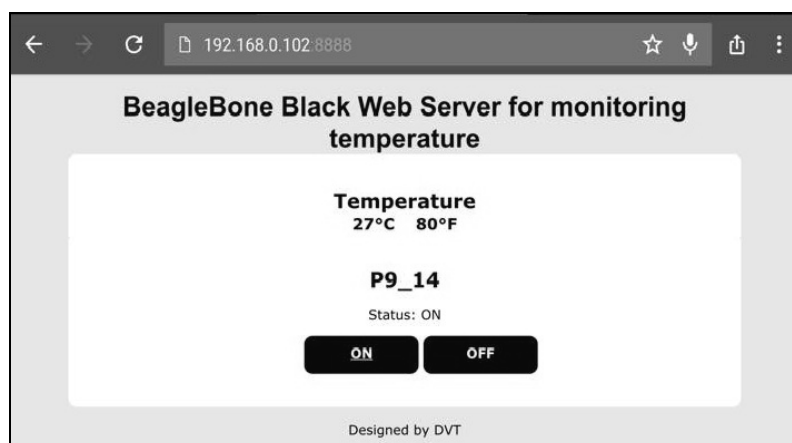 192.168.0.102:8888
BeagleBone Black Web Server for monitoring
temperature
Temperature
27°C 80°F
P9_14
Status: ON
ON OFF
Designed by DVT